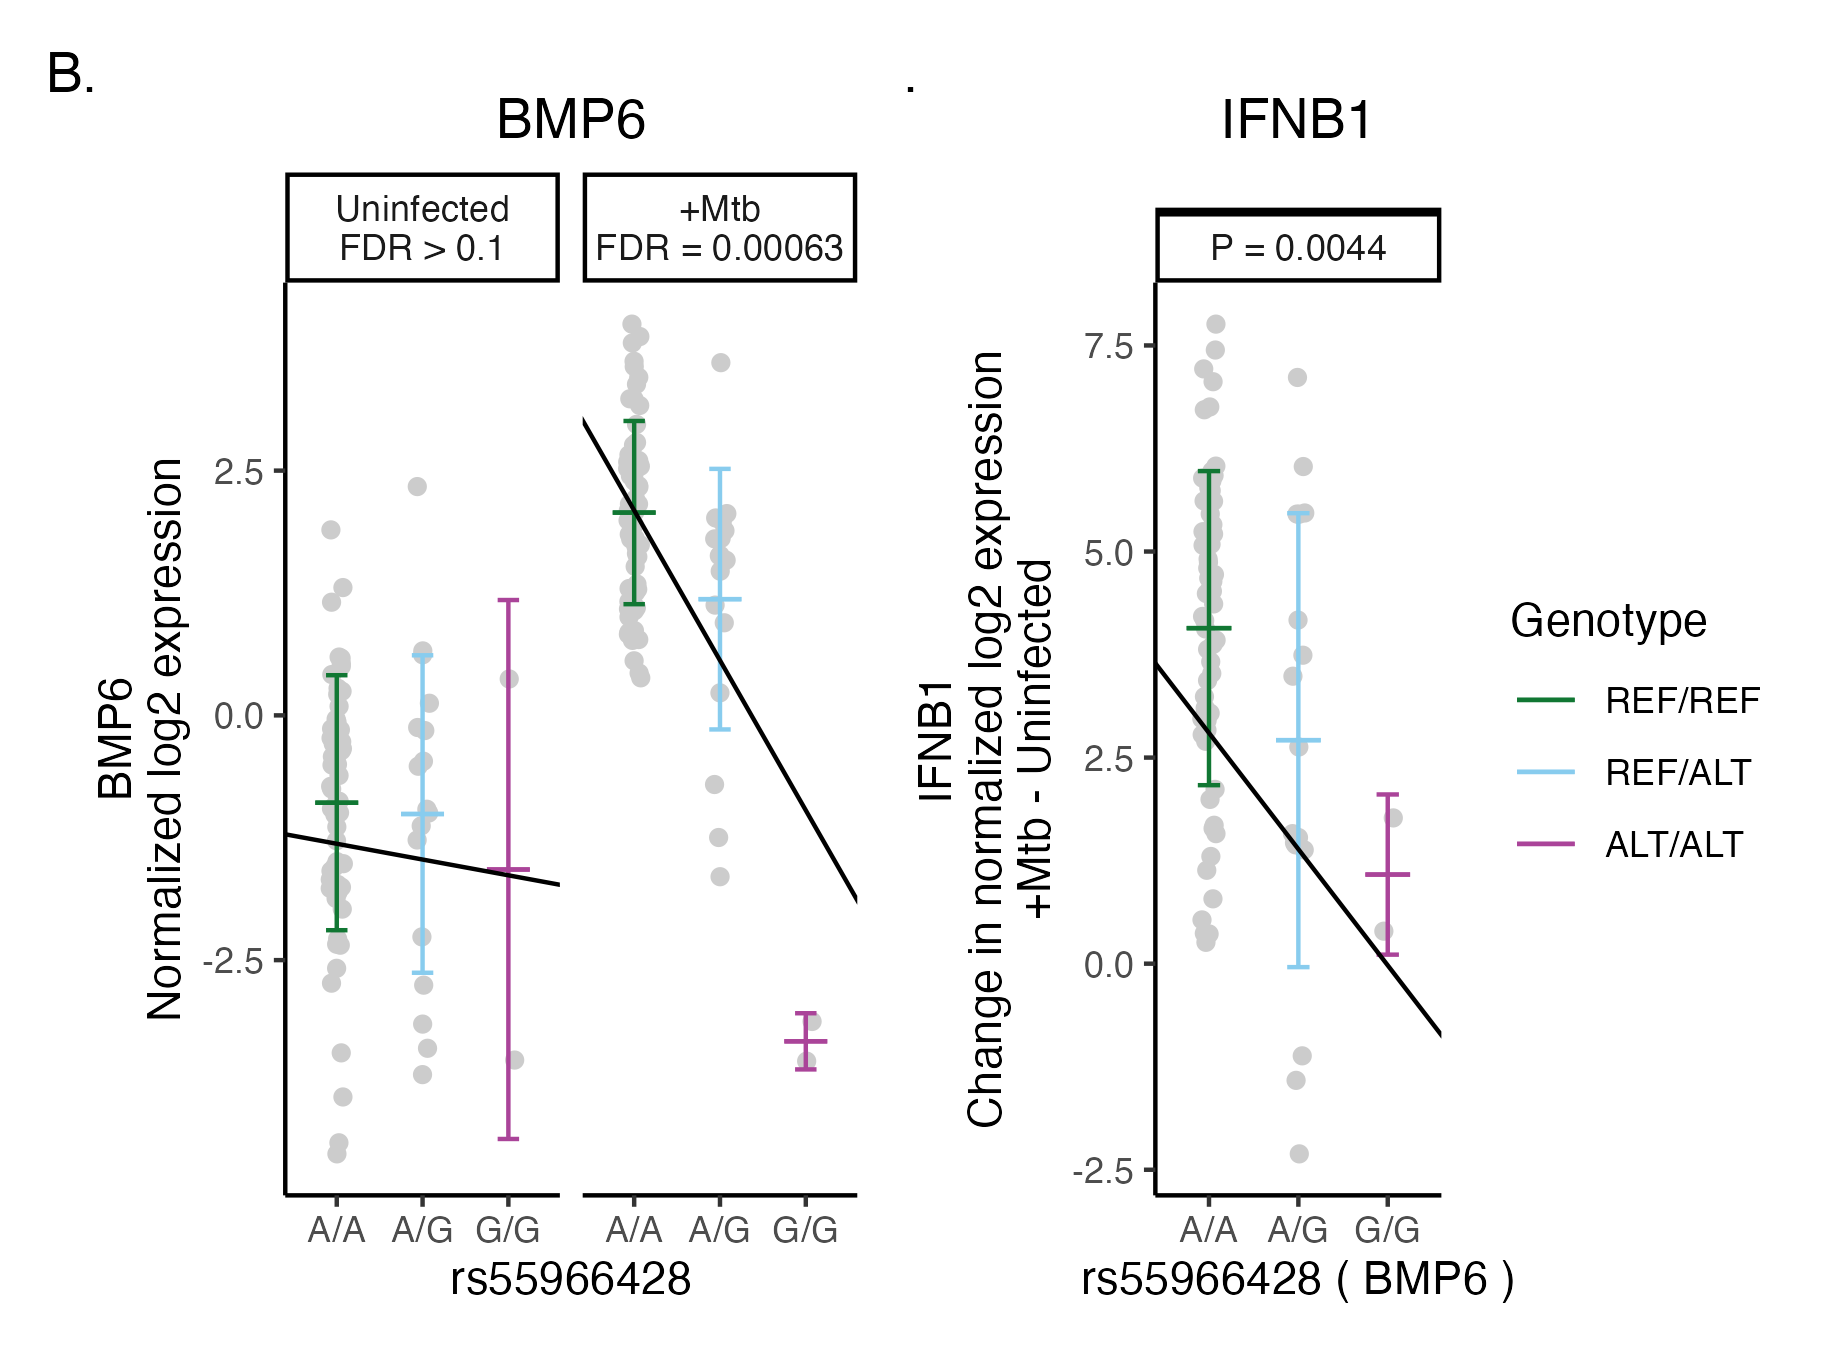 B.
.
BMP6
IFNB1
Uninfected
FDR > 0.1
+Mtb
FDR = 0.00063
P = 0.0044
BMP6
Normalized log2 expression
2.5
0.0
-2.5
A/A
A/G
G/G
A/A
A/G
G/G
rs55966428
IFNB1
Change in normalized log2 expression
+Mtb - Uninfected
7.5
5.0
2.5
0.0
-2.5
A/A
A/G
G/G
rs55966428 ( BMP6 )
Genotype
REF/REF
REF/ALT
ALT/ALT